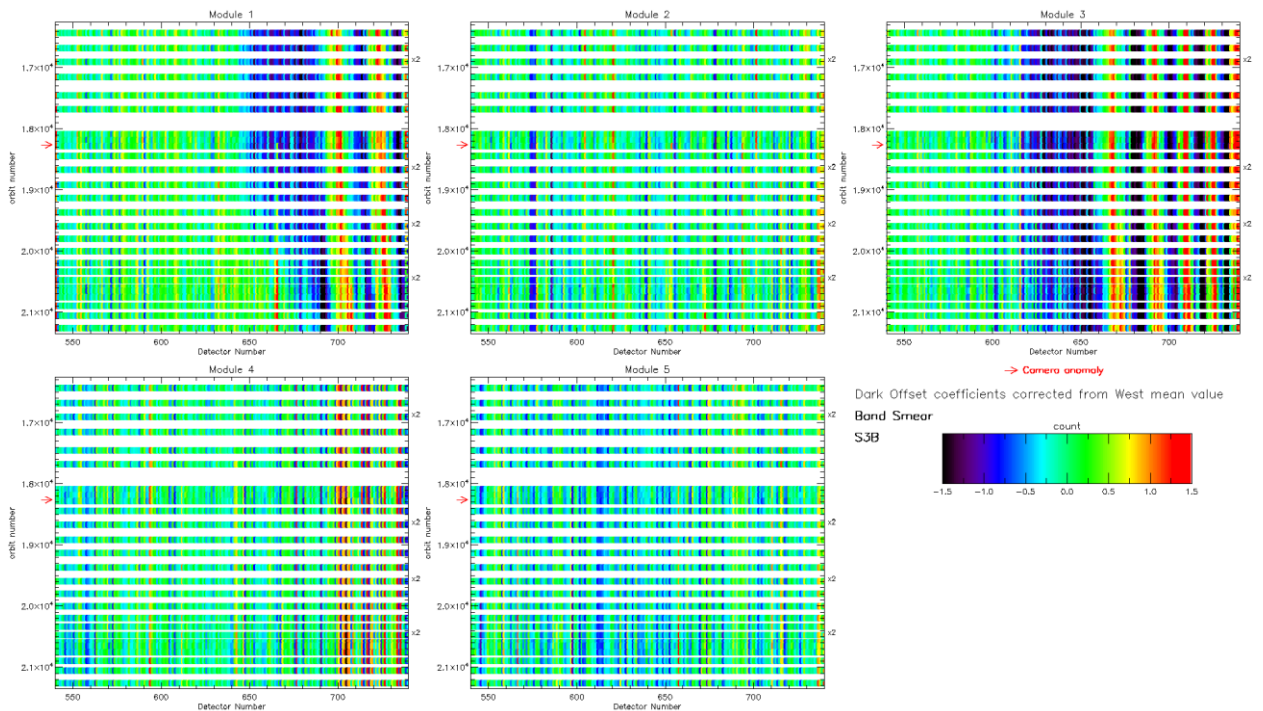 Module 1
Module 2
Module 3
1.7×10⁴
1.8×10⁴
1.9×10⁴
2.0×10⁴
2.1×10⁴
orbit number
x2
x2
x2
550 600 650 700
Detector Number
1.7×10⁴
1.8×10⁴
1.9×10⁴
2.0×10⁴
2.1×10⁴
orbit number
x2
x2
x2
550 600 650 700
Detector Number
1.7×10⁴
1.8×10⁴
1.9×10⁴
2.0×10⁴
2.1×10⁴
orbit number
x2
x2
x2
550 600 650 700
Detector Number
Module 4
Module 5
1.7×10⁴
1.8×10⁴
1.9×10⁴
2.0×10⁴
2.1×10⁴
orbit number
x2
x2
x2
550 600 650 700
Detector Number
1.7×10⁴
1.8×10⁴
1.9×10⁴
2.0×10⁴
2.1×10⁴
orbit number
x2
x2
x2
550 600 650 700
Detector Number
→ Camera anomaly
Dark Offset coefficients corrected from West mean value
Band Smear
S3B
count
−1.5 −1.0 −0.5 0.0 0.5 1.0 1.5